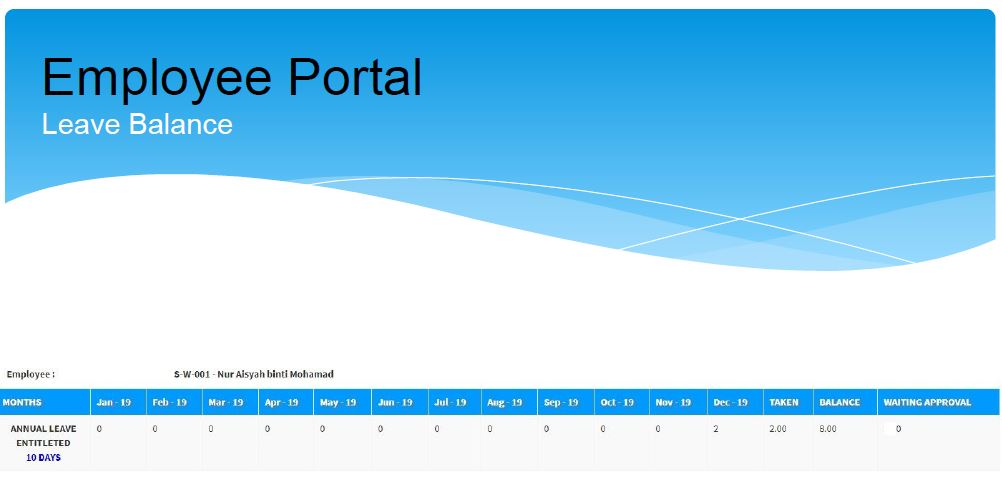 Employee Portal
Leave Balance
Employee : S-W-001 - Nur Aisyah binti Mohamad
MONTHS Jan - 19 Feb - 19 Mar - 19 Apr - 19 May - 19 Jun - 19 Jul - 19 Aug - 19 Sep - 19 Oct - 19 Nov - 19 Dec - 19 TAKEN BALANCE WAITING APPROVAL
ANNUAL LEAVE 0 0 0 0 0 0 0 0 0 0 0 2 2.00 8.00 0
ENTITLETED
10 DAYS